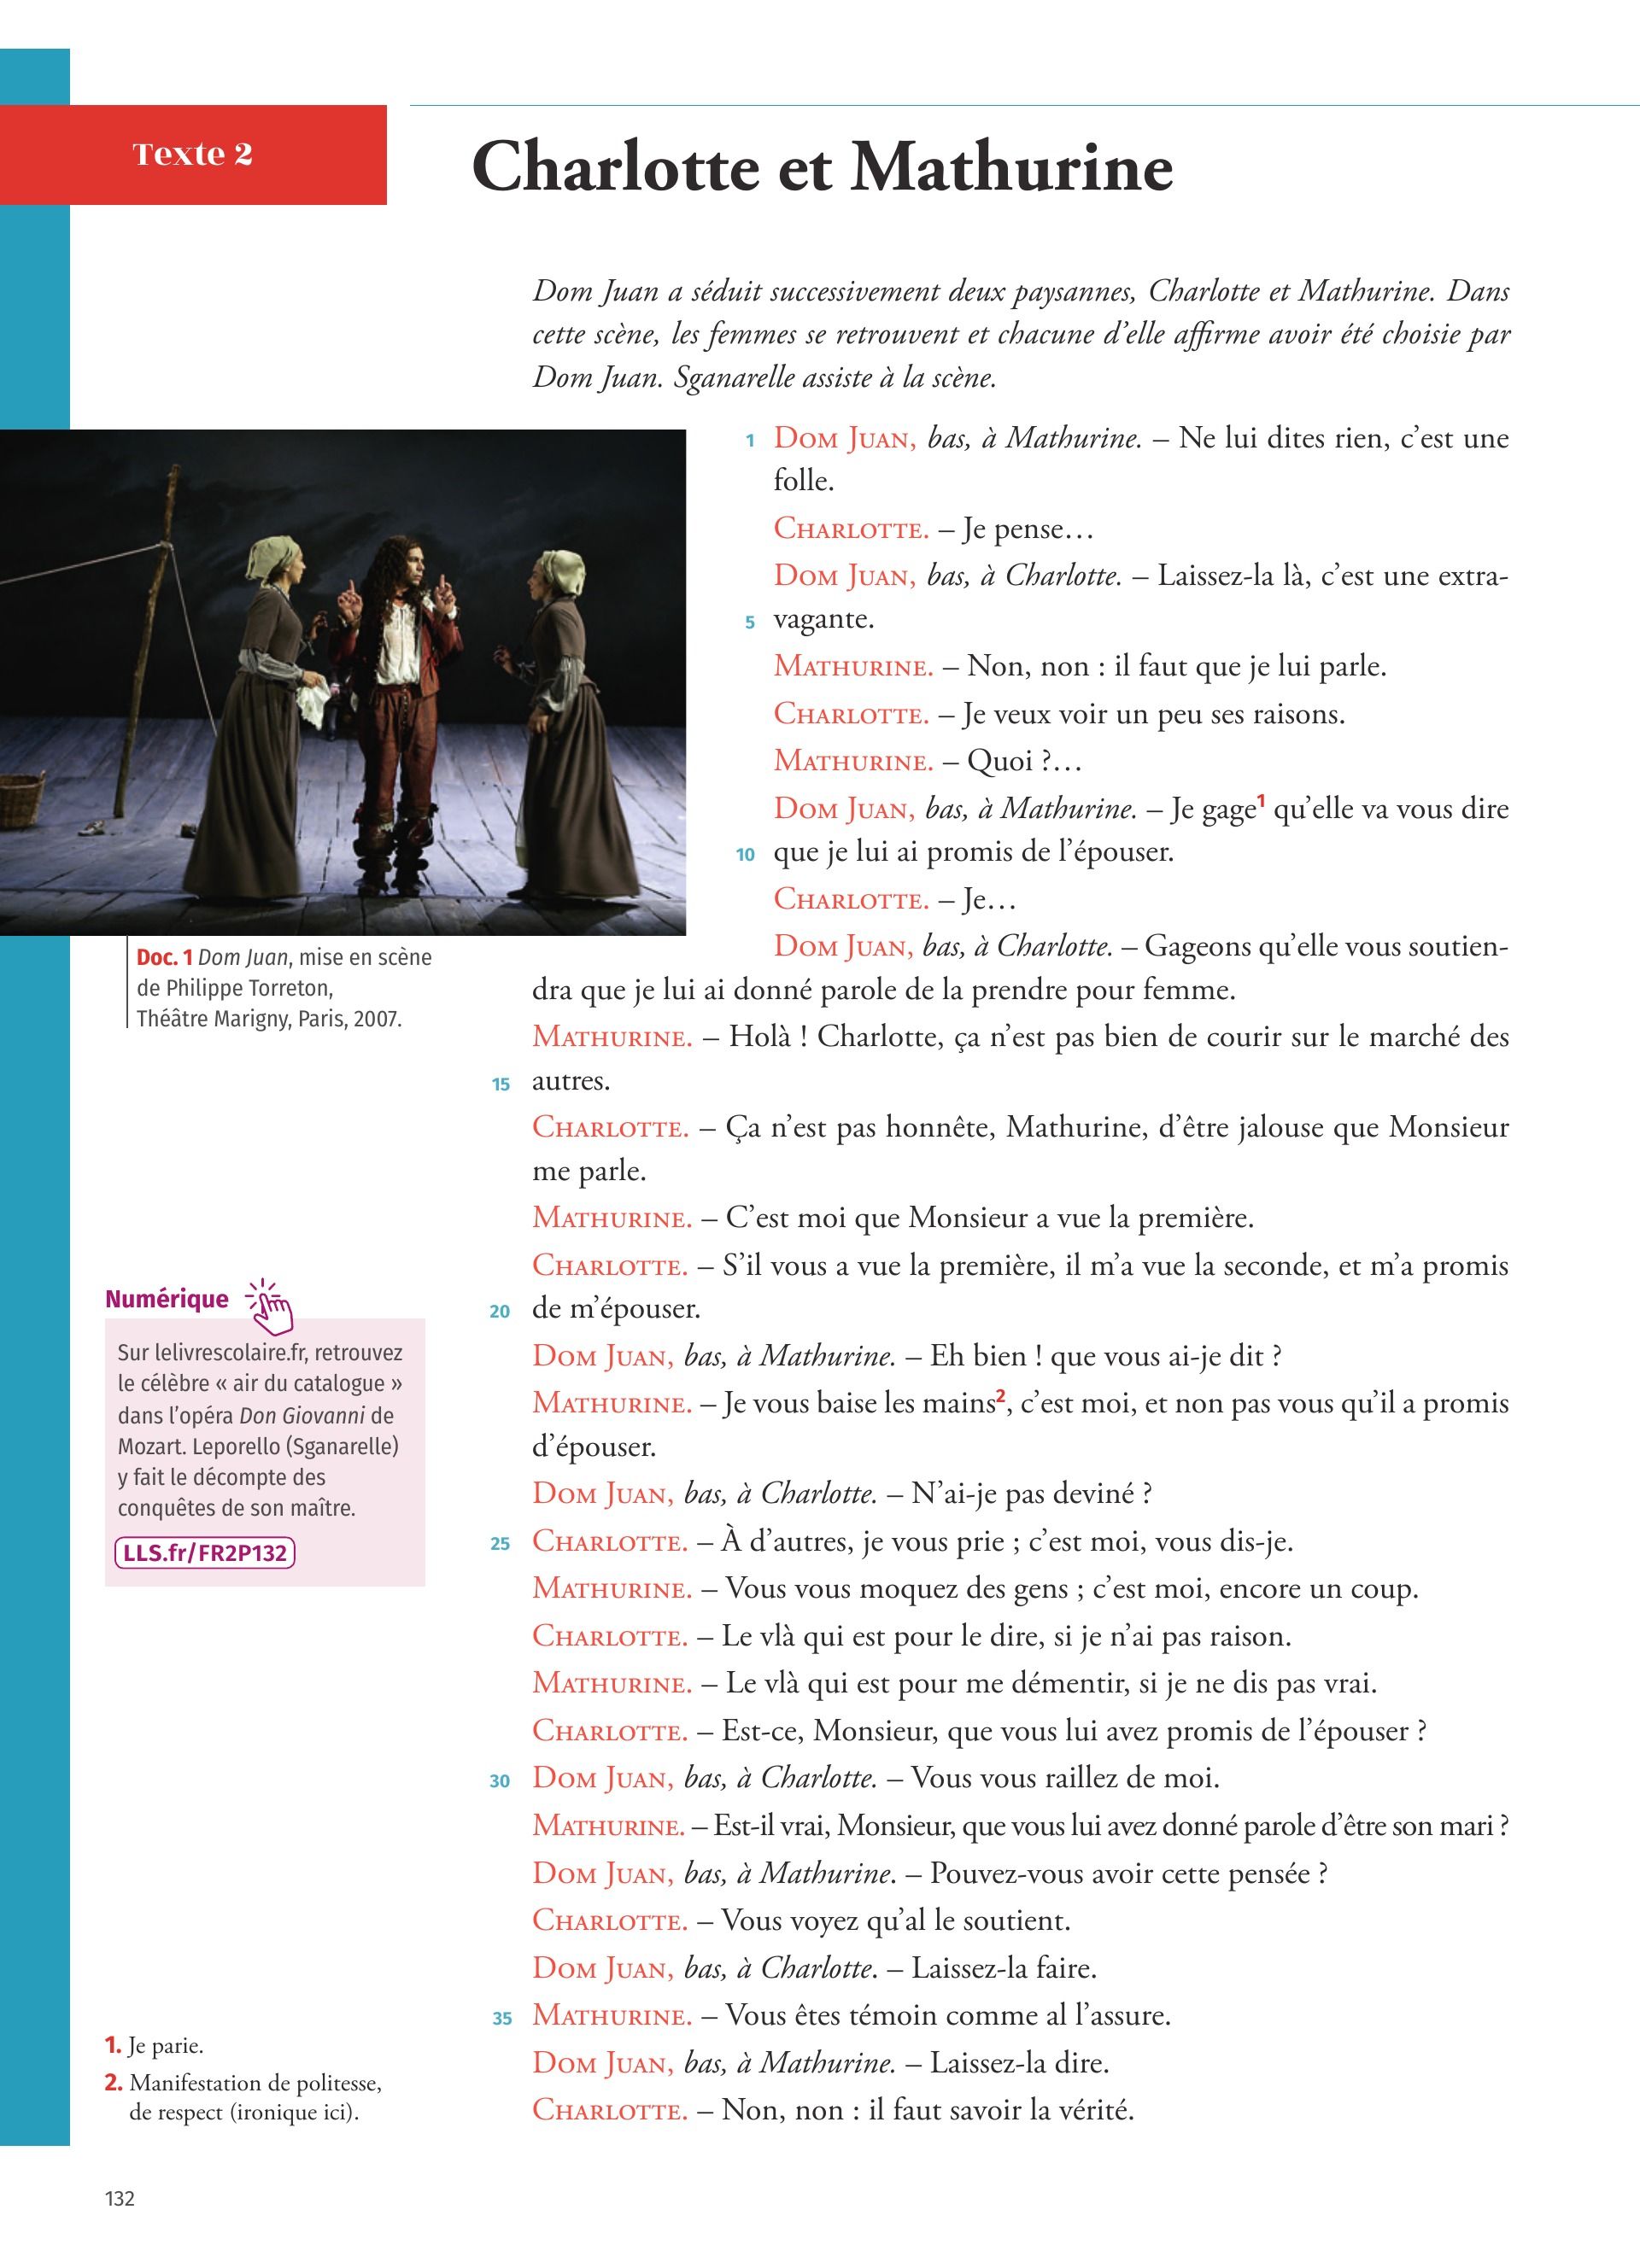 Texte 2
Charlotte et Mathurine
Dom Juan a séduit successivement deux paysannes, Charlotte et Mathurine. Dans
cette scène, les femmes se retrouvent et chacune d’elle affirme avoir été choisie par
Dom Juan. Sganarelle assiste à la scène.
1 Dom Juan, bas, à Mathurine. – Ne lui dites rien, c’est une
folle.
Charlotte. – Je pense…
Dom Juan, bas, à Charlotte. – Laissez-la là, c’est une extra-
5 vagante.
Mathurine. – Non, non : il faut que je lui parle.
Charlotte. – Je veux voir un peu ses raisons.
Mathurine. – Quoi ?…
Dom Juan, bas, à Mathurine. – Je gage1 qu’elle va vous dire
10 que je lui ai promis de l’épouser.
Charlotte. – Je…
Dom Juan, bas, à Charlotte. – Gageons qu’elle vous soutien-
dra que je lui ai donné parole de la prendre pour femme.
Mathurine. – Holà ! Charlotte, ça n’est pas bien de courir sur le marché des
15 autres.
Charlotte. – Ça n’est pas honnête, Mathurine, d’être jalouse que Monsieur
me parle.
Mathurine. – C’est moi que Monsieur a vue la première.
Charlotte. – S’il vous a vue la première, il m’a vue la seconde, et m’a promis
20 de m’épouser.
Dom Juan, bas, à Mathurine. – Eh bien ! que vous ai-je dit ?
Mathurine. – Je vous baise les mains2, c’est moi, et non pas vous qu’il a promis
d’épouser.
Dom Juan, bas, à Charlotte. – N’ai-je pas deviné ?
25 Charlotte. – À d’autres, je vous prie ; c’est moi, vous dis-je.
Mathurine. – Vous vous moquez des gens ; c’est moi, encore un coup.
Charlotte. – Le vlà qui est pour le dire, si je n’ai pas raison.
Mathurine. – Le vlà qui est pour me démentir, si je ne dis pas vrai.
Charlotte. – Est-ce, Monsieur, que vous lui avez promis de l’épouser ?
30 Dom Juan, bas, à Charlotte. – Vous vous raillez de moi.
Mathurine. – Est-il vrai, Monsieur, que vous lui avez donné parole d’être son mari ?
Dom Juan, bas, à Mathurine. – Pouvez-vous avoir cette pensée ?
Charlotte. – Vous voyez qu’al le soutient.
Dom Juan, bas, à Charlotte. – Laissez-la faire.
35 Mathurine. – Vous êtes témoin comme al l’assure.
Dom Juan, bas, à Mathurine. – Laissez-la dire.
Charlotte. – Non, non : il faut savoir la vérité.
Doc. 1 Dom Juan, mise en scène
de Philippe Torreton,
Théâtre Marigny, Paris, 2007.
Numérique
Sur lelivrescolaire.fr, retrouvez
le célèbre « air du catalogue »
dans l’opéra Don Giovanni de
Mozart. Leporello (Sganarelle)
y fait le décompte des
conquêtes de son maître.
LLS.fr/FR2P132
1. Je parie.
2. Manifestation de politesse,
de respect (ironique ici).
132